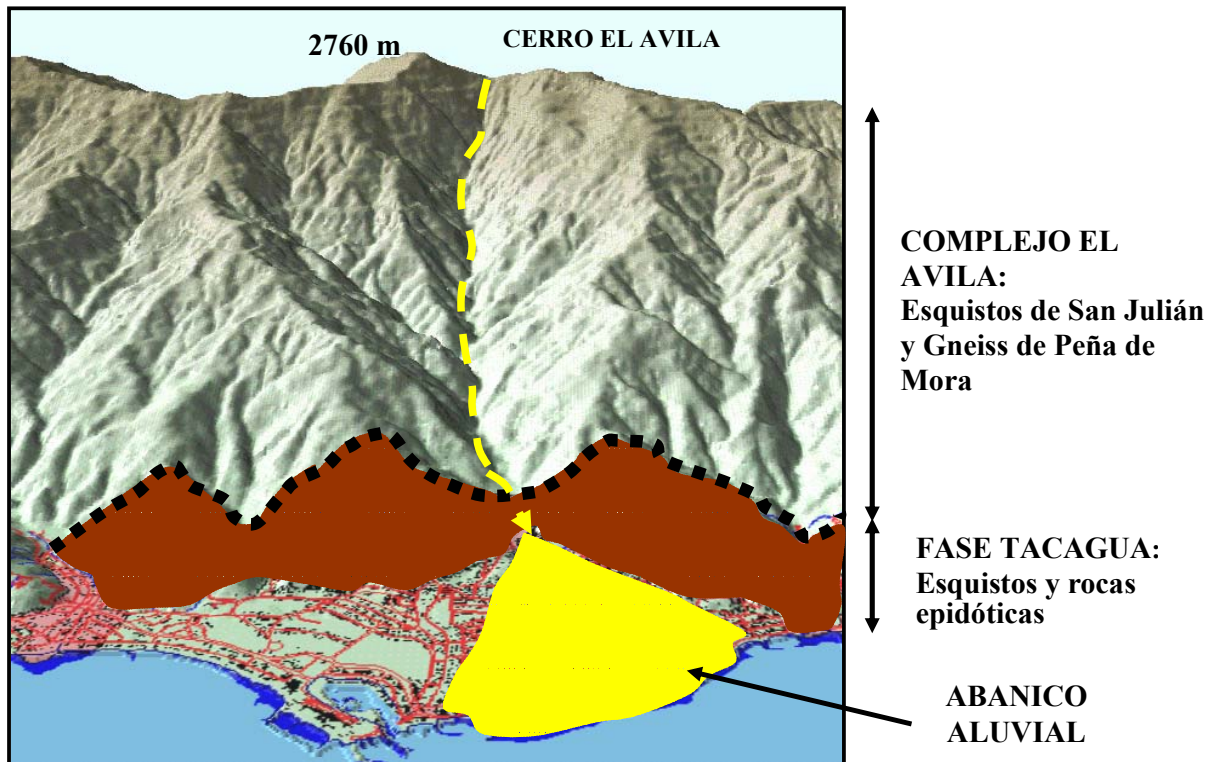 2760 m
CERRO EL AVILA
COMPLEJO EL
AVILA:
Esquistos de San Julián
y Gneiss de Peña de
Mora
FASE TACAGUA:
Esquistos y rocas
epidóticas
ABANICO
ALUVIAL